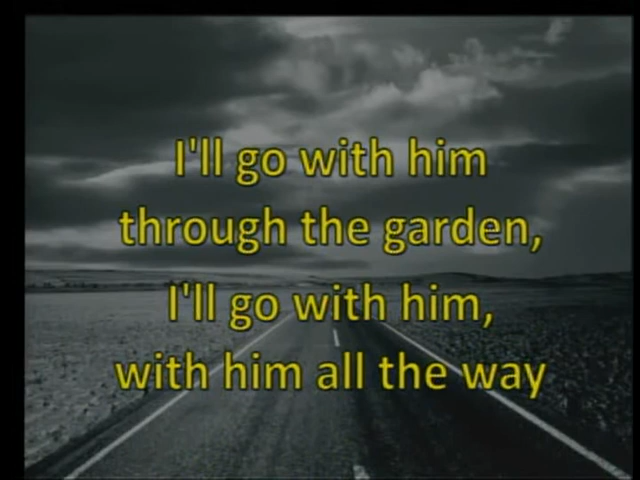 I'll go with him
through the garden,
I'll go with him,
with him all the way